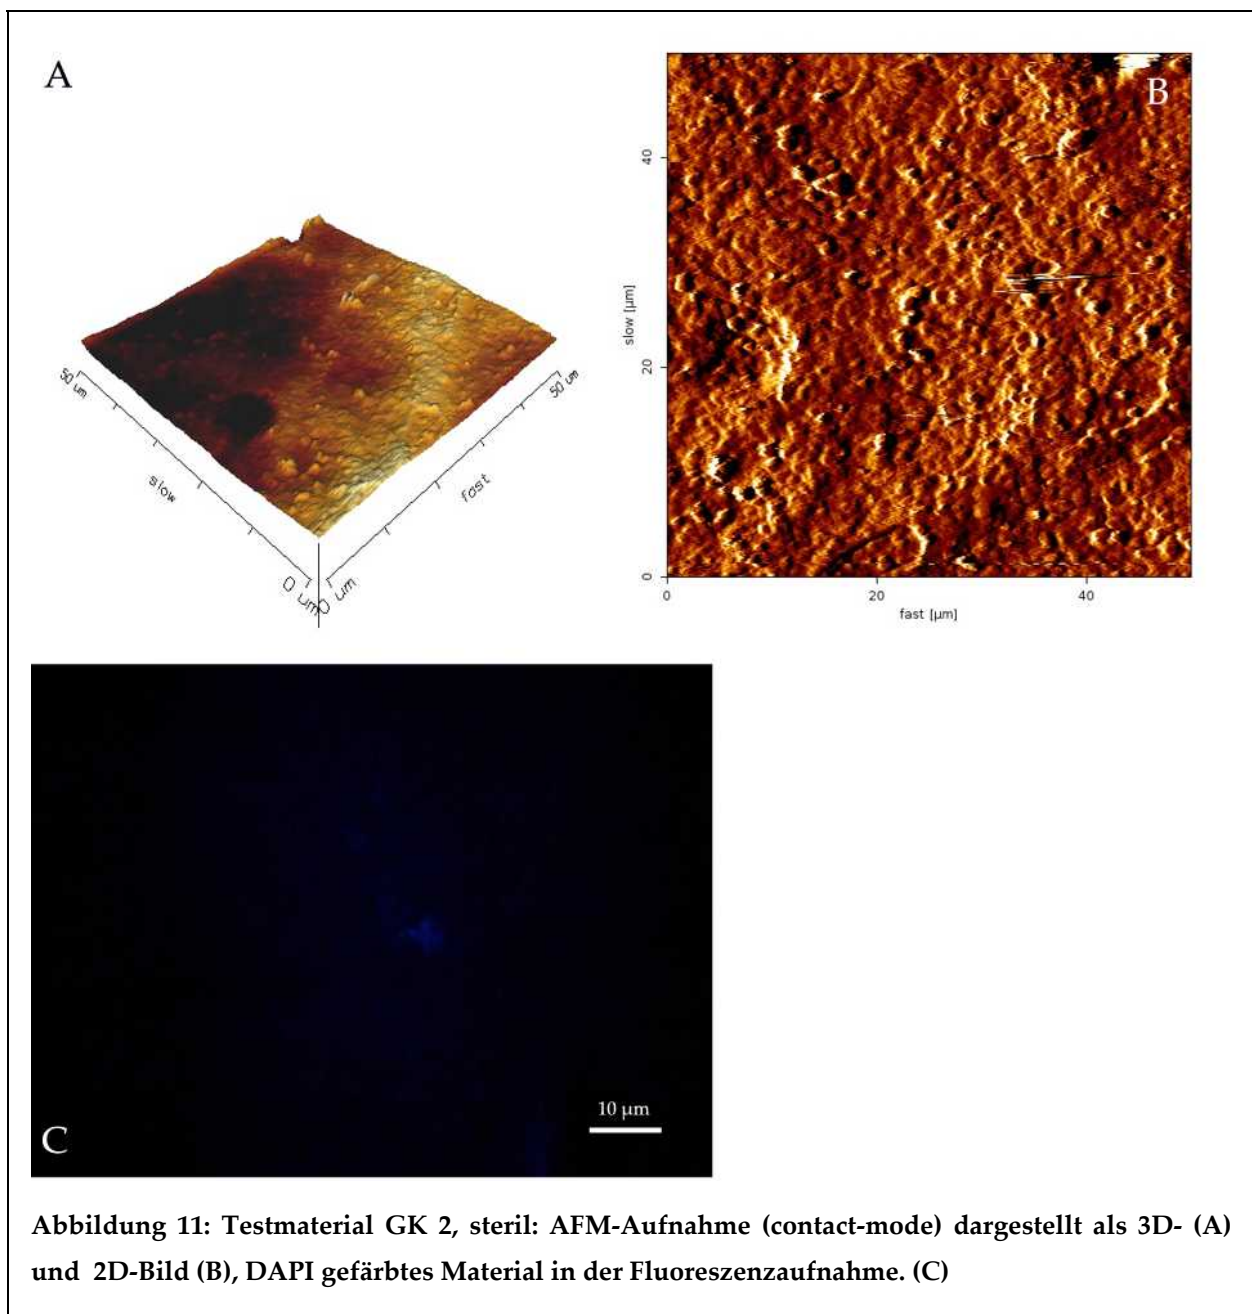 A
50 um
slow
0 um
0 um
fast
50 um
B
40
20
0
slow [µm]
0
20
40
fast [µm]
C
10 µm
Abbildung 11: Testmaterial GK 2, steril: AFM-Aufnahme (contact-mode) dargestellt als 3D- (A)
und 2D-Bild (B), DAPI gefärbtes Material in der Fluoreszenzaufnahme. (C)